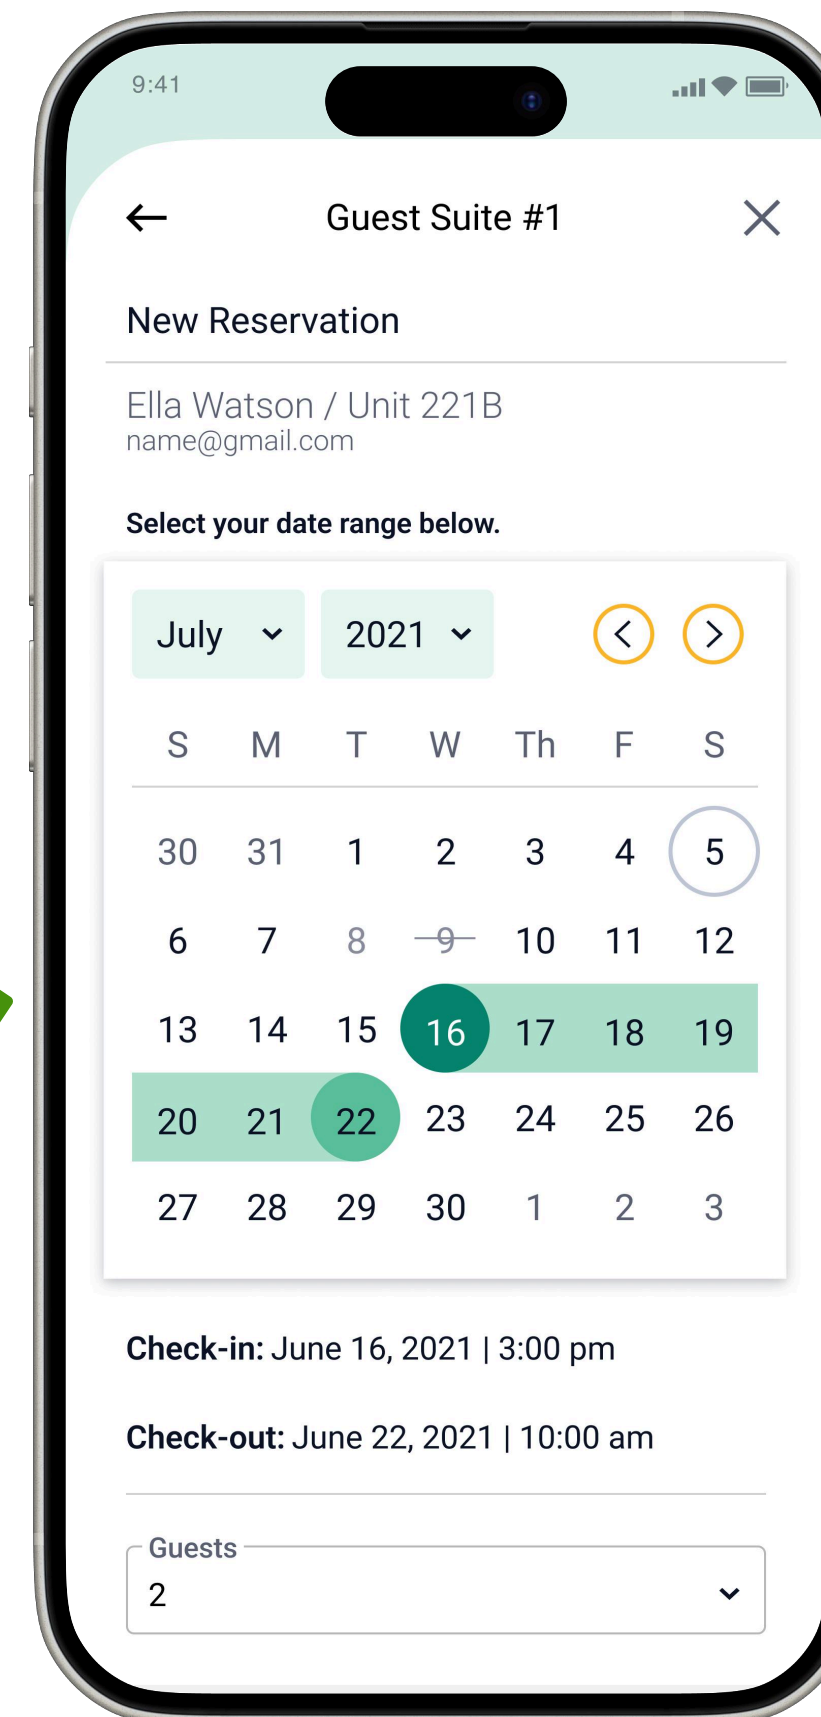 9:41
Guest Suite #1
New Reservation
Ella Watson / Unit 221B
name@gmail.com
Select your date range below.
July 2021
S M T W Th F S
30 31 1 2 3 4 5
6 7 8 9 10 11 12
13 14 15 16 17 18 19
20 21 22 23 24 25 26
27 28 29 30 1 2 3
Check-in: June 16, 2021 | 3:00 pm
Check-out: June 22, 2021 | 10:00 am
Guests
2